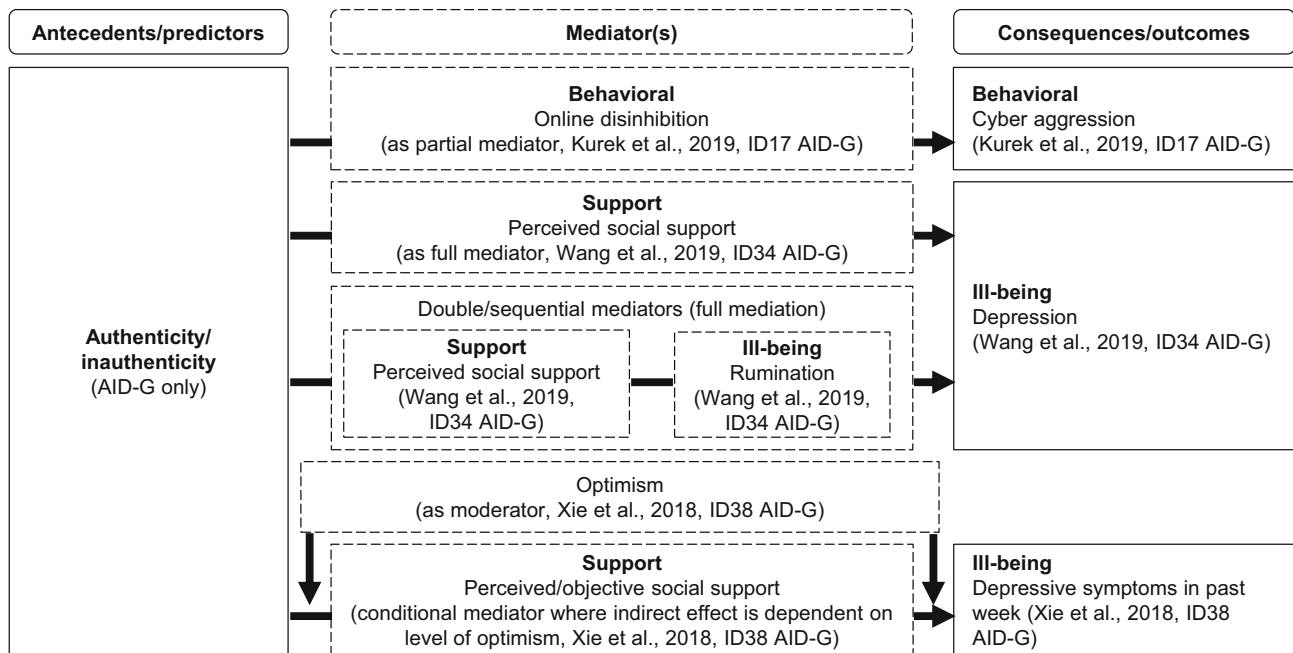 Antecedents/predictors
Mediator(s)
Consequences/outcomes
Authenticity/
inauthenticity
(AID-G only)
Behavioral
Online disinhibition
(as partial mediator, Kurek et al., 2019, ID17 AID-G)
Behavioral
Cyber aggression
(Kurek et al., 2019, ID17 AID-G)
Support
Perceived social support
(as full mediator, Wang et al., 2019, ID34 AID-G)
Double/sequential mediators (full mediation)
Support
Perceived social support
(Wang et al., 2019,
ID34 AID-G)
Ill-being
Rumination
(Wang et al., 2019,
ID34 AID-G)
Ill-being
Depression
(Wang et al., 2019, ID34 AID-G)
Optimism
(as moderator, Xie et al., 2018, ID38 AID-G)
Support
Perceived/objective social support
(conditional mediator where indirect effect is dependent on
level of optimism, Xie et al., 2018, ID38 AID-G)
Ill-being
Depressive symptoms in past
week (Xie et al., 2018, ID38
AID-G)